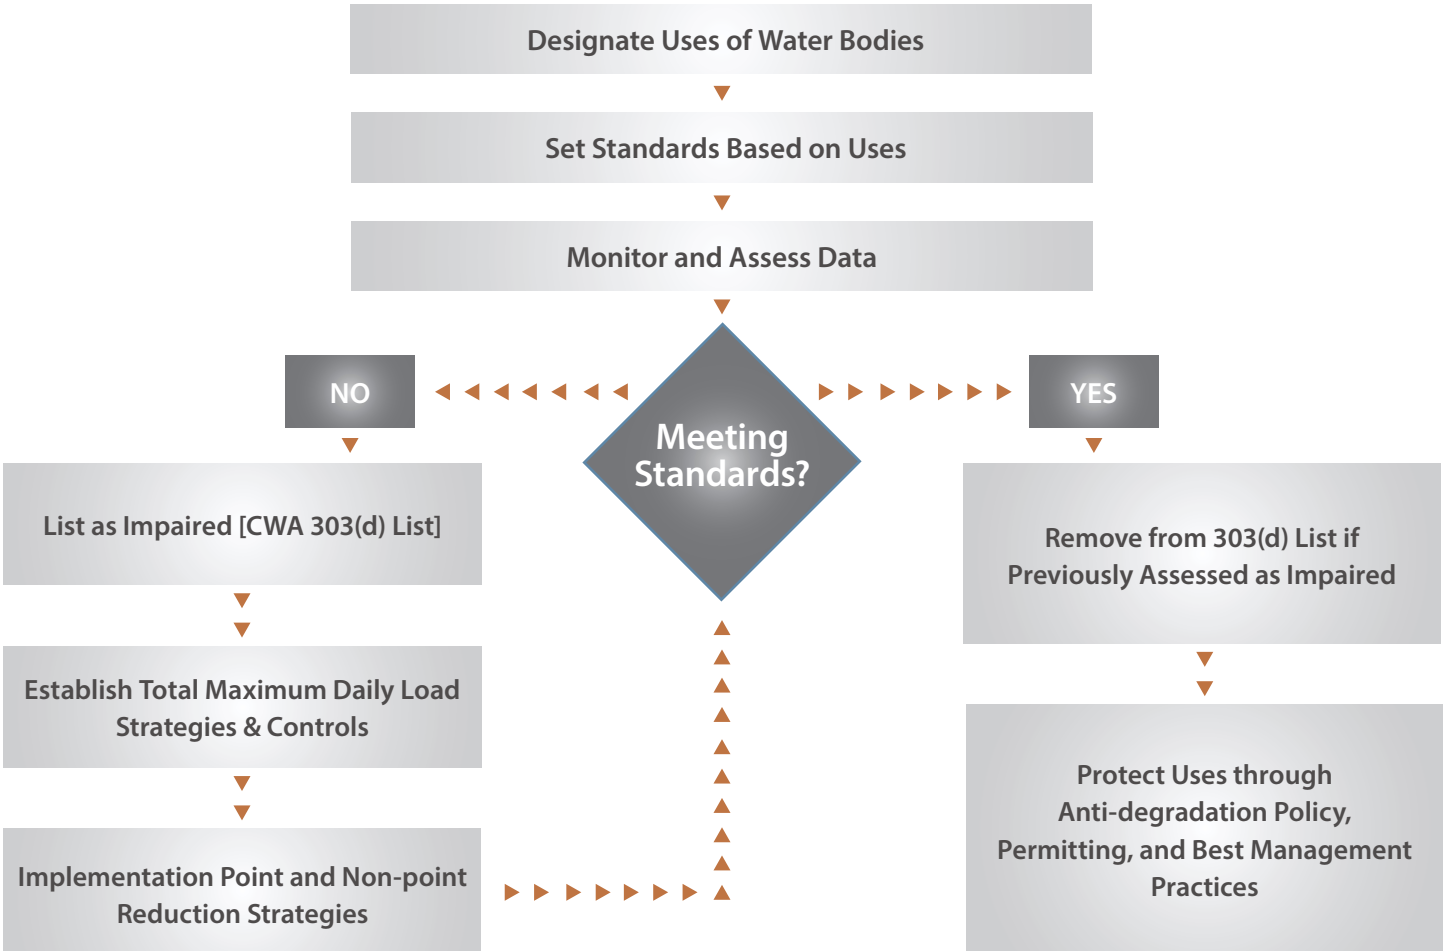 Designate Uses of Water Bodies
Set Standards Based on Uses
Monitor and Assess Data
NO
YES
Meeting
Standards?
List as Impaired [CWA 303(d) List]
Remove from 303(d) List if
Previously Assessed as Impaired
Establish Total Maximum Daily Load
Strategies & Controls
Protect Uses through
Anti-degradation Policy,
Permitting, and Best Management
Practices
Implementation Point and Non-point
Reduction Strategies